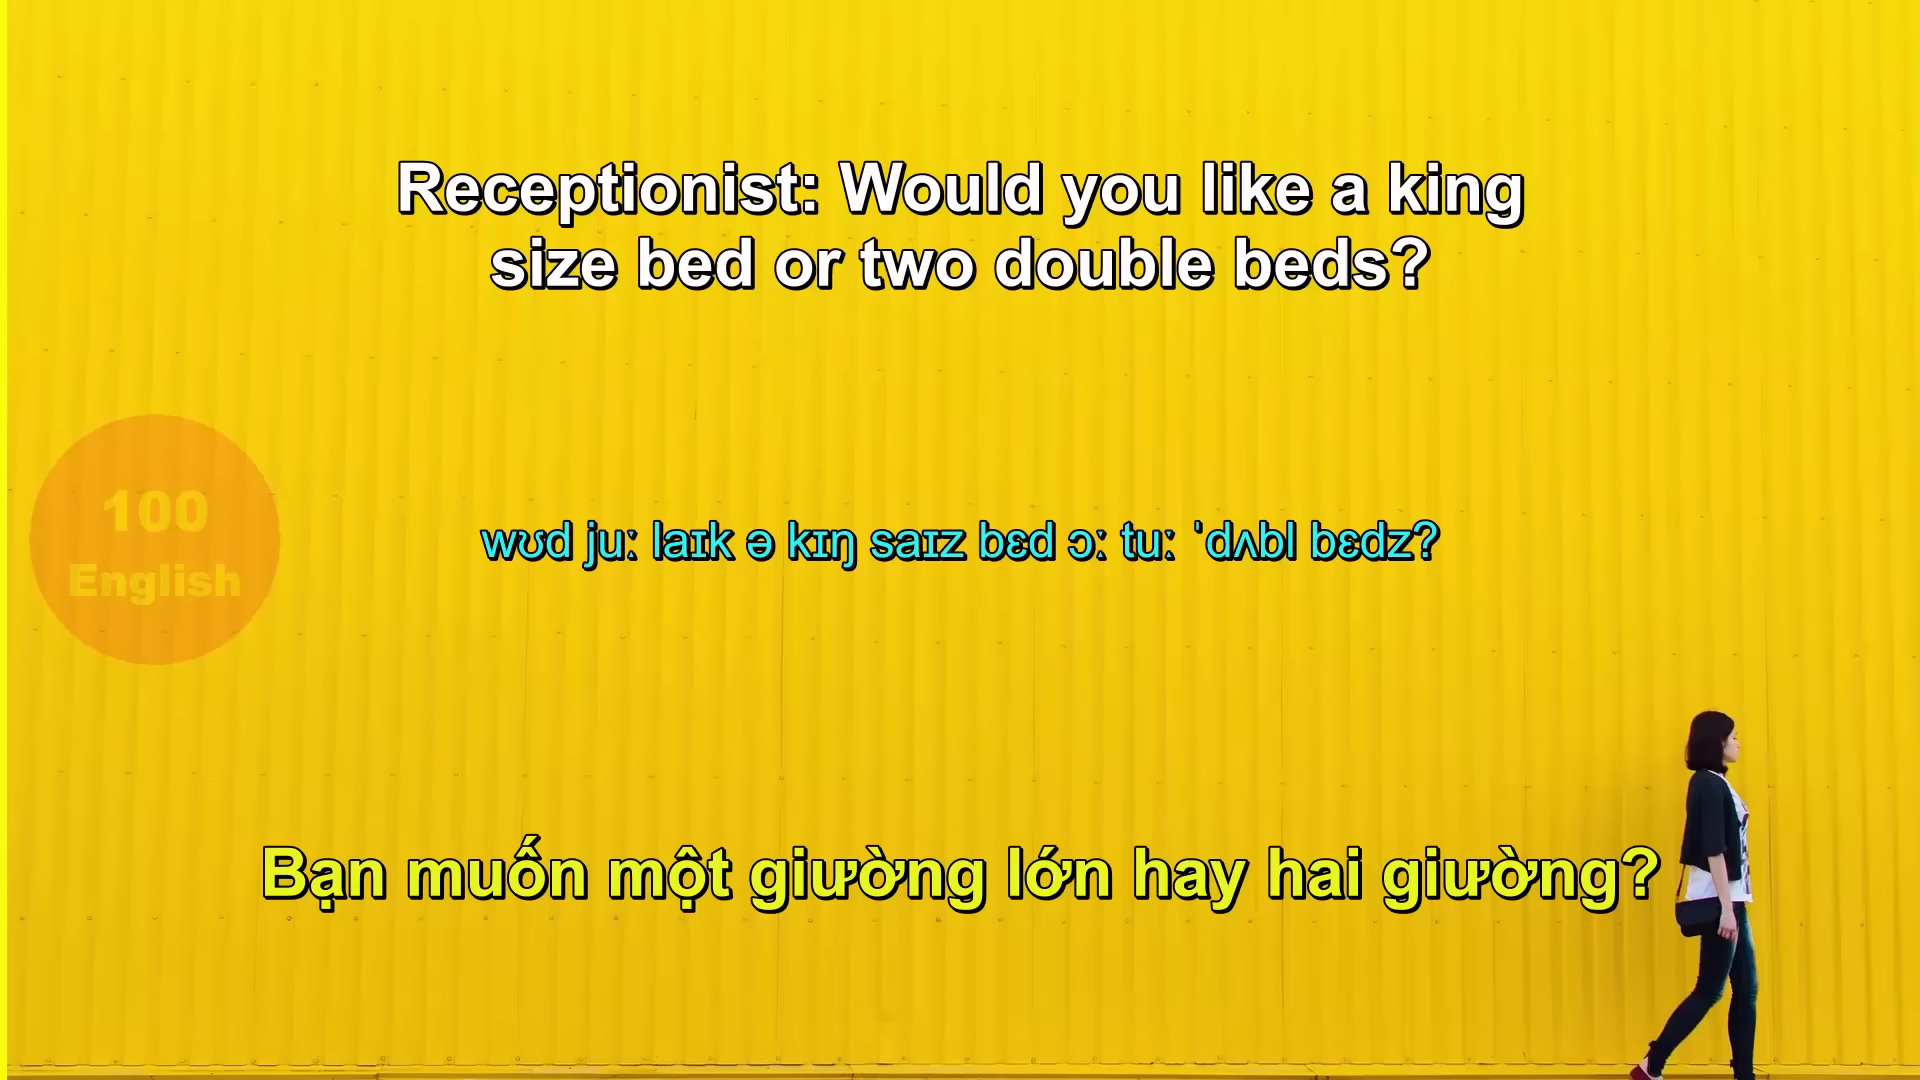 Receptionist: Would you like a king
size bed or two double beds?
100
English
wʊd juː laɪk ə kɪŋ saɪz bɛd ɔː tuː ˈdʌbl bɛdz?
Bạn muốn một giường lớn hay hai giường?